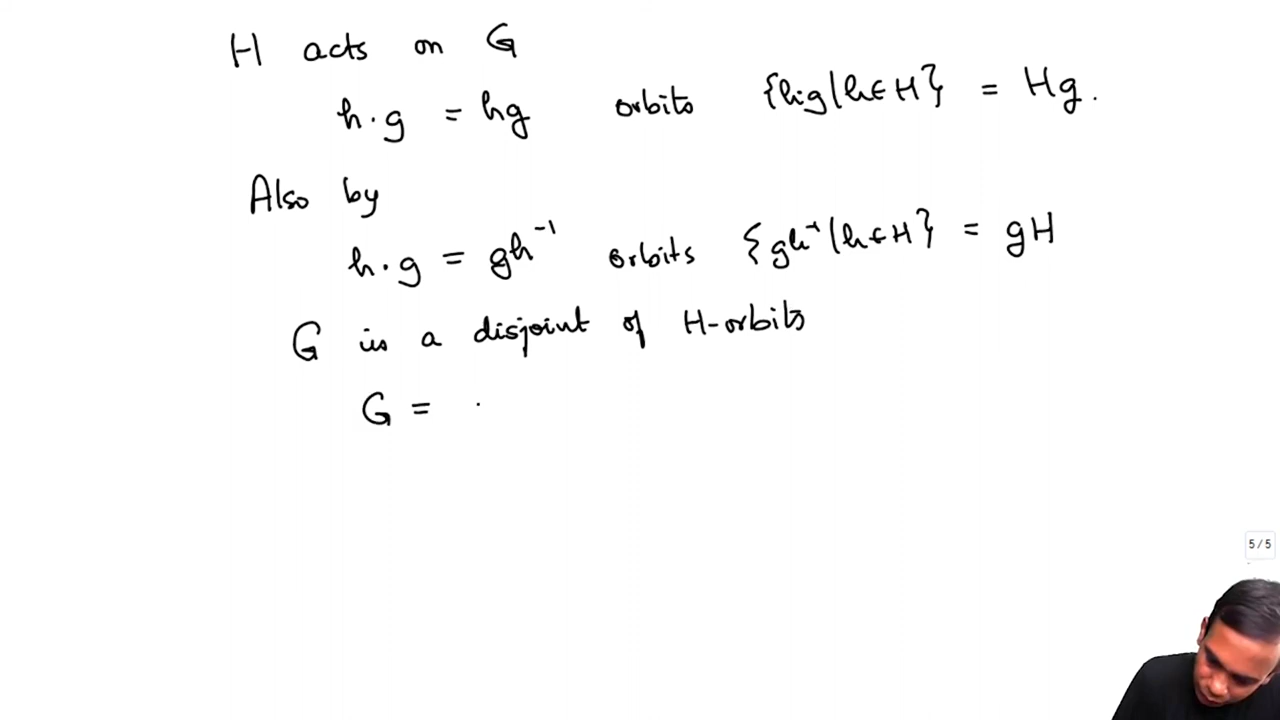 H acts on G
h · g = hg orbits {hg | h ∈ H} = Hg.
Also by
h · g = gh⁻¹ orbits {gh⁻¹ | h ∈ H} = gH
G is a disjoint of H-orbits
G =
5/5